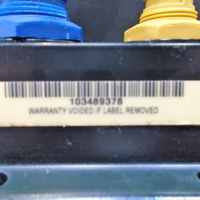 103489378
WARRANTY VOIDED IF LABEL REMOVED